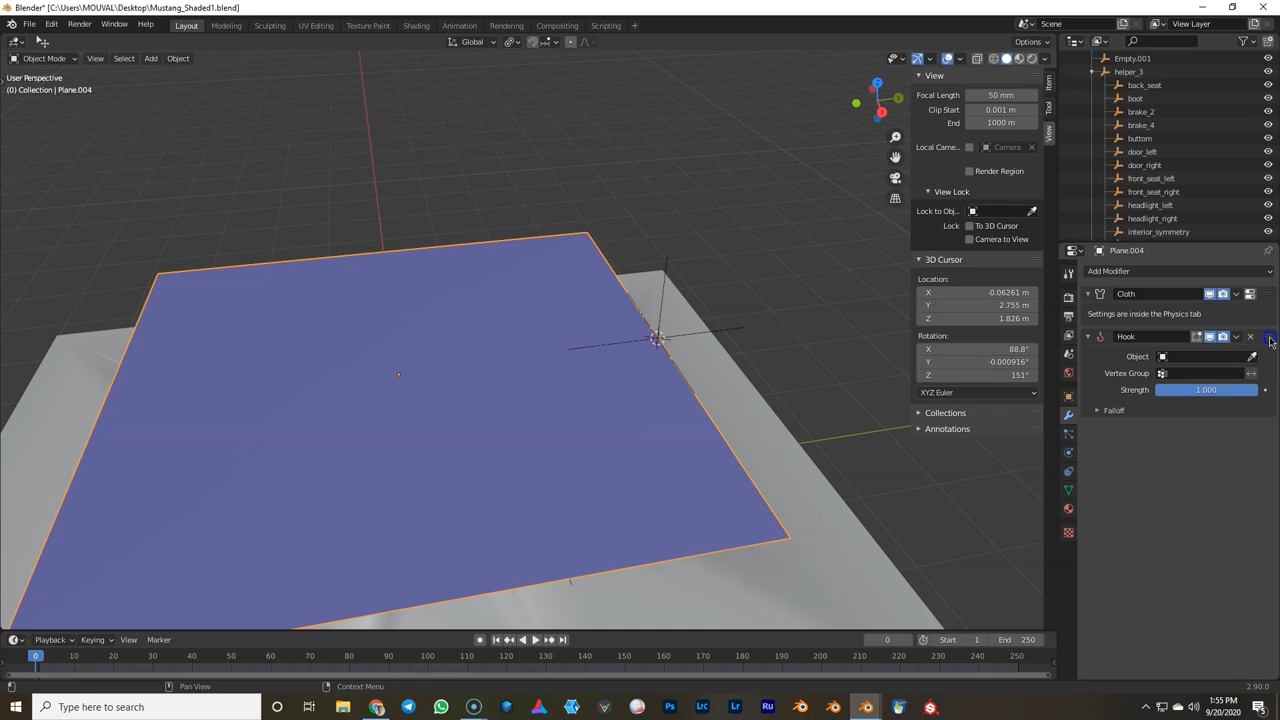 Blender* [C:\Users\MOUVAL\Desktop\Mustang_Shaded1.blend]
File Edit Render Window Help Layout Modeling Sculpting UV Editing Texture Paint Shading Animation Rendering Compositing Scripting Scene View Layer
Global Options
Object Mode View Select Add Object
User Perspective
(0) Collection | Plane.004
View
Focal Length 50 mm
Clip Start 0.001 m
End 1000 m
Local Came... Camera
Render Region
View Lock
Lock to Obj...
Lock To 3D Cursor
Camera to View
3D Cursor
Location:
X -0.06261 m
Y 2.755 m
Z 1.826 m
Rotation:
X 88.8°
Y -0.000916°
Z 151°
XYZ Euler
Collections
Annotations
Item
Tool
View
Empty.001
helper_3
back_seat
boot
brake_2
brake_4
buttom
door_left
door_right
front_seat_left
front_seat_right
headlight_left
headlight_right
interior_symmetry
Plane.004
Add Modifier
Cloth
Settings are inside the Physics tab
Hook
Object
Vertex Group
Strength 1.000
Falloff
Playback Keying View Marker 0 Start 1 End 250
0 10 20 30 40 50 60 70 80 90 100 110 120 130 140 150 160 170 180 190 200 210 220 230 240 250
Pan View Context Menu 2.90.0
Type here to search Ps Lrc Lr Ru 1:55 PM
9/20/2020